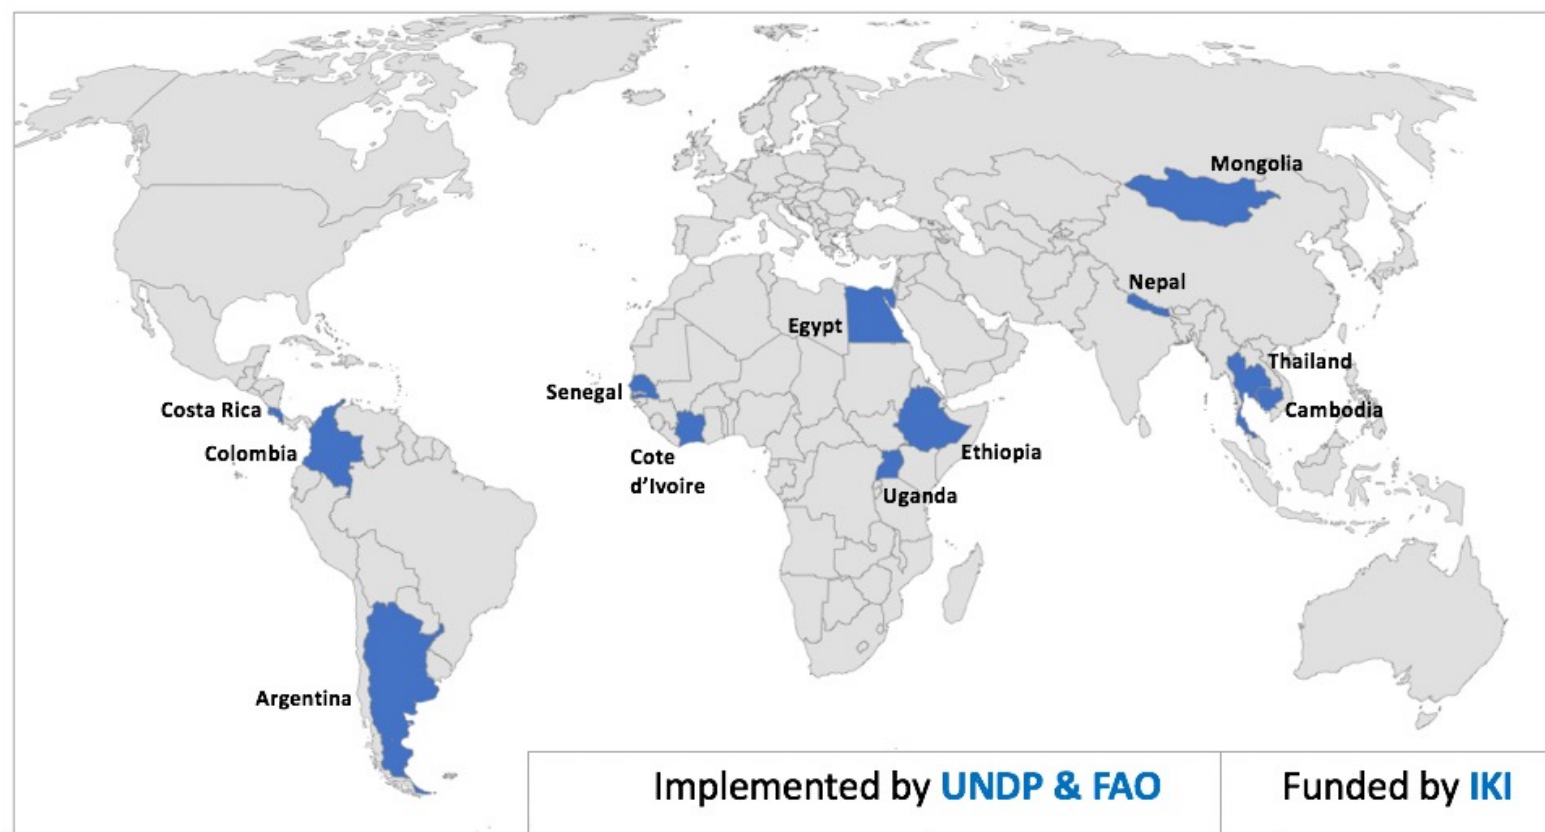 Mongolia
Nepal
Egypt
Thailand
Senegal
Costa Rica
Cambodia
Colombia
Cote
d’Ivoire
Ethiopia
Uganda
Argentina
Implemented by UNDP & FAO
Funded by IKI